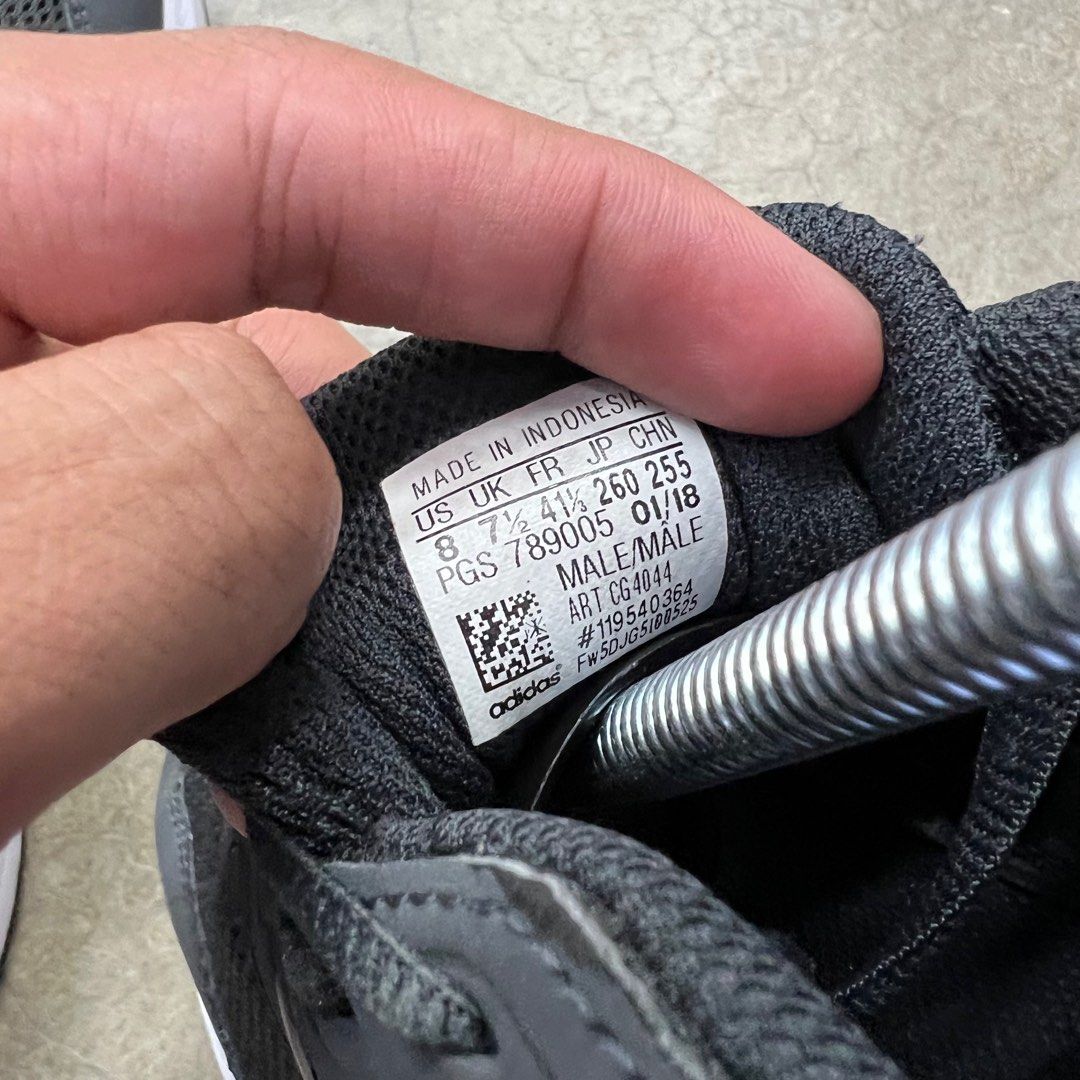 MADE IN INDONESIA
US UK FR JP CHN
8 7½ 41⅓ 260 255
PGS 789005 01/18
MALE/MÂLE
ART CG4044
#119540364
FW5DJG5100525
adidas®